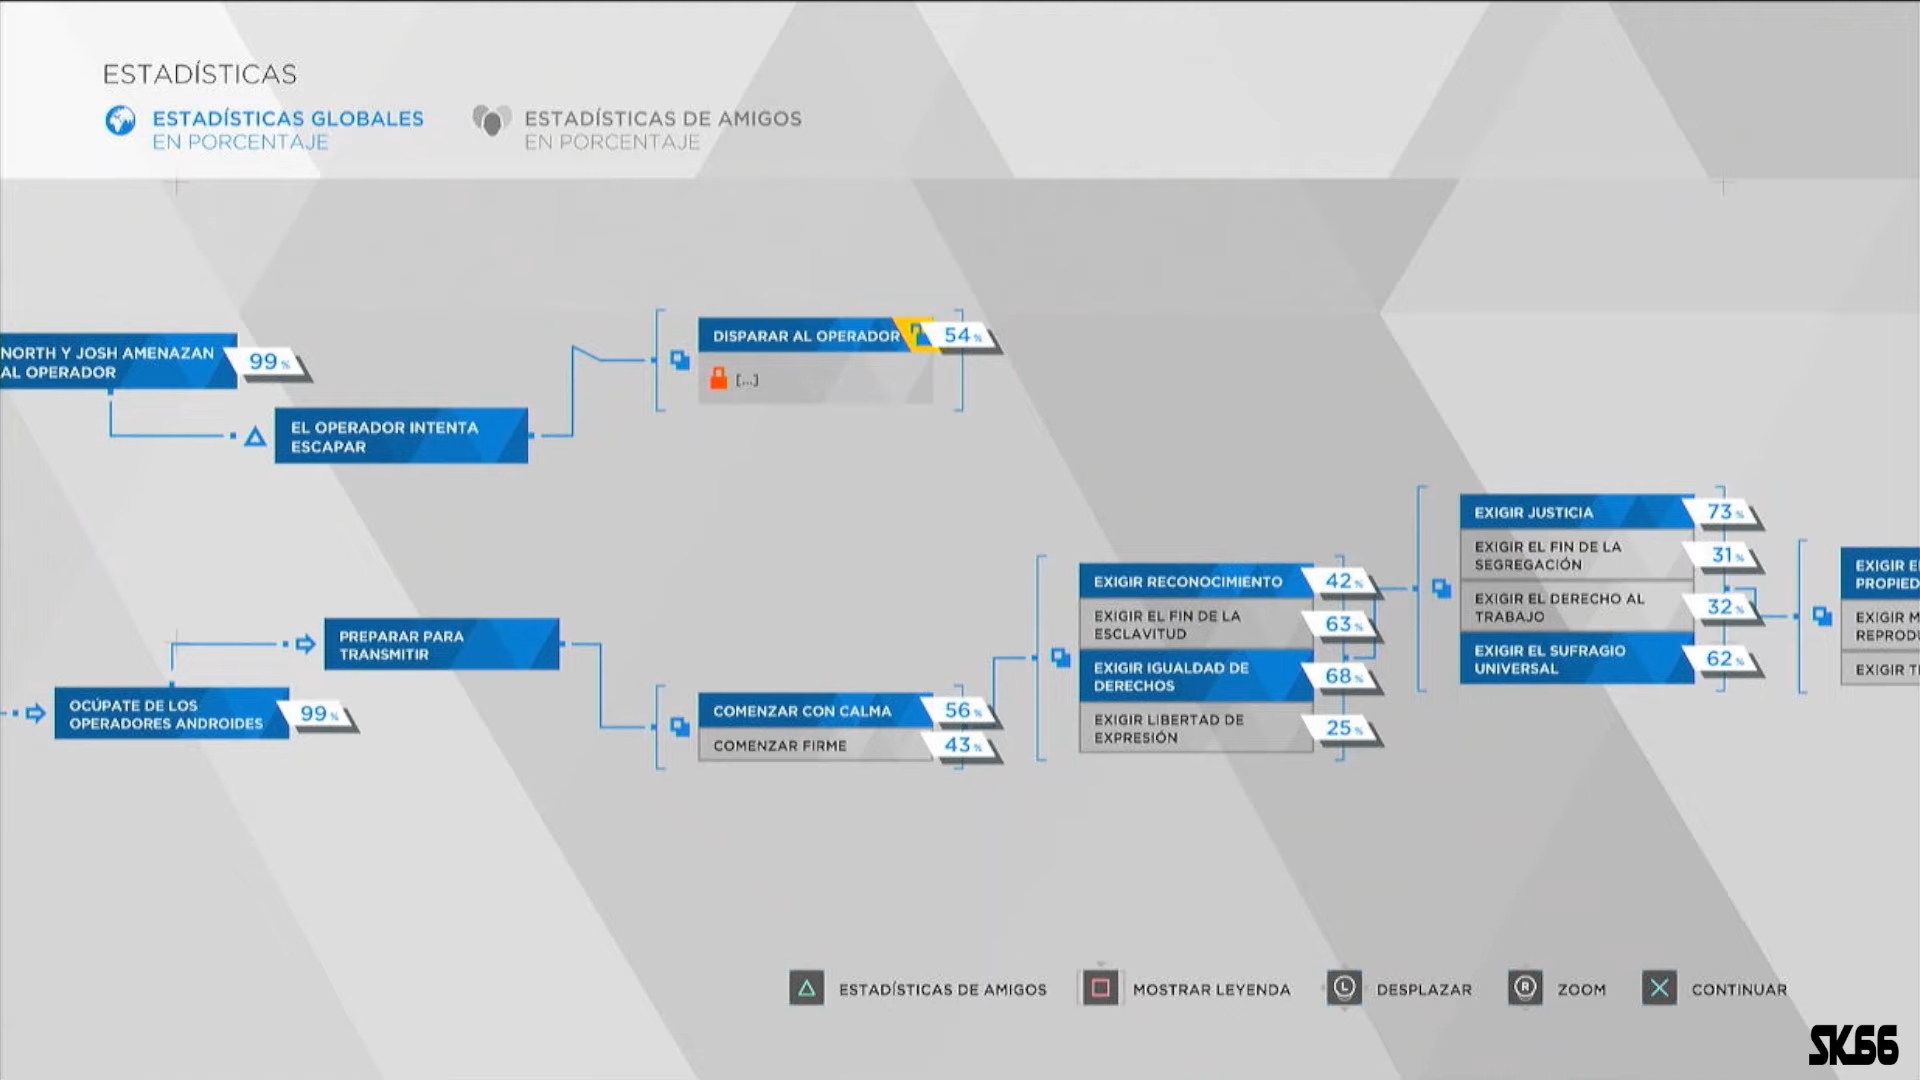 ESTADÍSTICAS
ESTADÍSTICAS GLOBALES
EN PORCENTAJE
ESTADÍSTICAS DE AMIGOS
EN PORCENTAJE
NORTH Y JOSH AMENAZAN
AL OPERADOR
99%
EL OPERADOR INTENTA
ESCAPAR
DISPARAR AL OPERADOR
54%
[...]
OCÚPATE DE LOS
OPERADORES ANDROIDES
99%
PREPARAR PARA
TRANSMITIR
COMENZAR CON CALMA
56%
COMENZAR FIRME
43%
EXIGIR RECONOCIMIENTO
42%
EXIGIR EL FIN DE LA
ESCLAVITUD
63%
EXIGIR IGUALDAD DE
DERECHOS
68%
EXIGIR LIBERTAD DE
EXPRESIÓN
25%
EXIGIR JUSTICIA
73%
EXIGIR EL FIN DE LA
SEGREGACIÓN
31%
EXIGIR EL DERECHO AL
TRABAJO
32%
EXIGIR EL SUFRAGIO
UNIVERSAL
62%
EXIGIR
EXIGIR
EXIGIR
ESTADÍSTICAS DE AMIGOS
MOSTRAR LEYENDA
L
DESPLAZAR
R
ZOOM
CONTINUAR
SK66